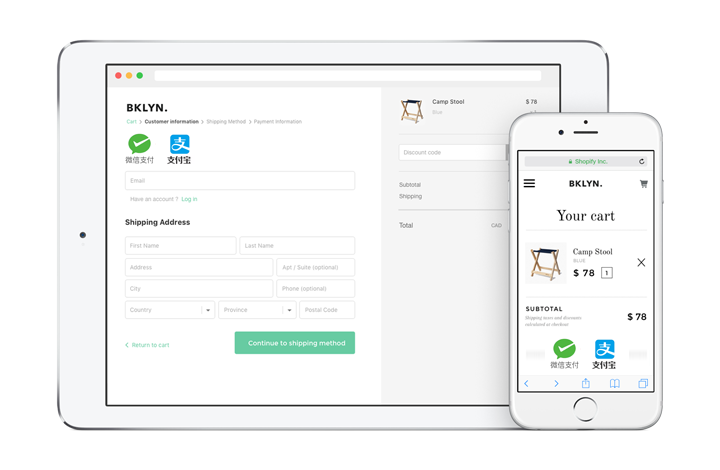 BKLYN.
Cart > Customer information > Shipping Method > Payment Information
微信支付 支付宝
Email
Have an account ? Log in
Shipping Address
First Name Last Name
Address Apt / Suite (optional)
City Phone (optional)
Country Province Postal Code
< Return to cart Continue to shipping method
Camp Stool $ 78
Blue
Discount code
Subtotal
Shipping
Total CAD
Shopify Inc.
BKLYN.
Your cart
Camp Stool
BLUE
$ 78 1
SUBTOTAL $ 78
Shipping taxes and discounts
calculated at checkout
微信支付 支付宝